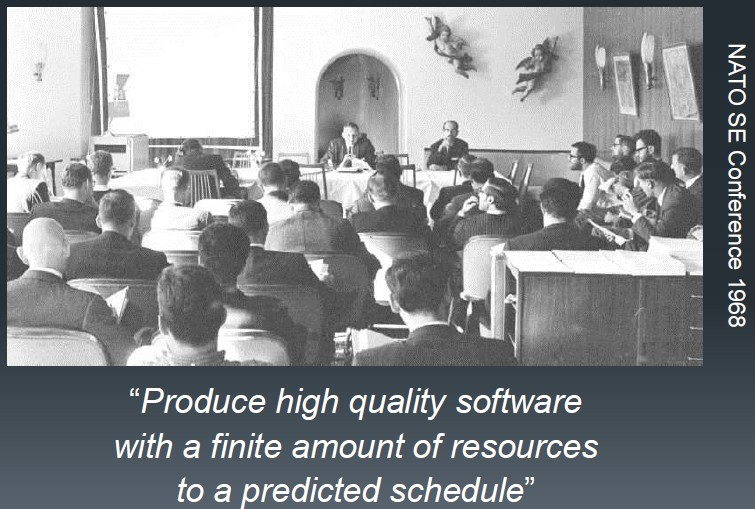 NATO SE Conference 1968
“Produce high quality software
with a finite amount of resources
to a predicted schedule”